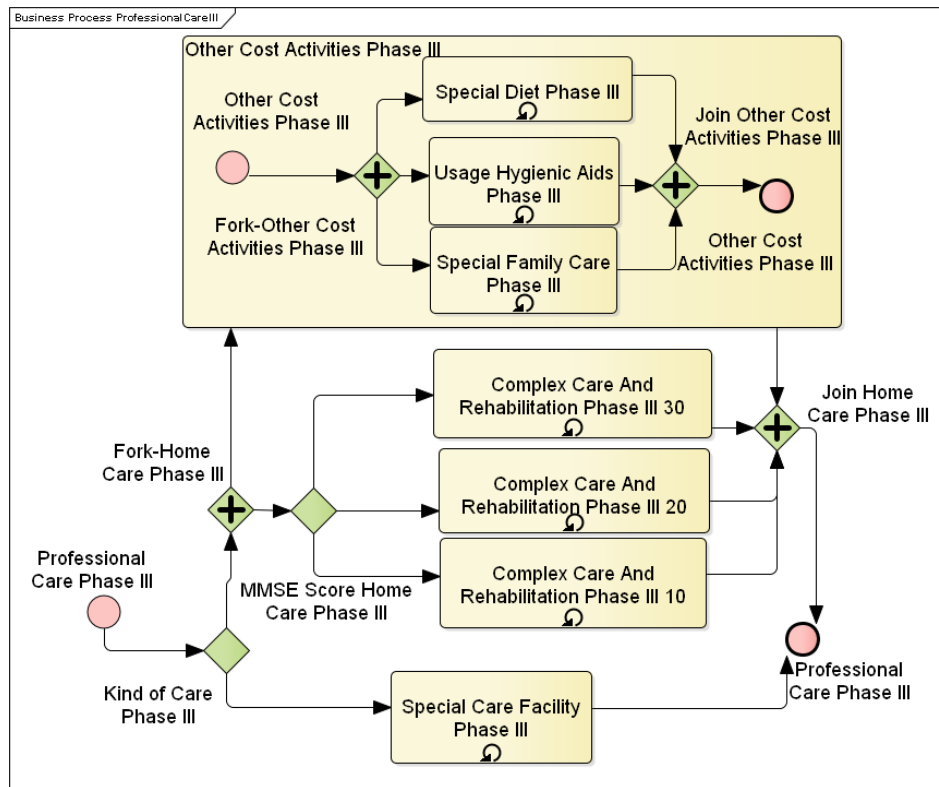 Business Process ProfessionalCareIII
Other Cost Activities Phase III
Other Cost
Activities Phase III
Special Diet Phase III
Join Other Cost
Activities Phase III
Usage Hygienic Aids
Phase III
Fork-Other Cost
Activities Phase III
Special Family Care
Phase III
Other Cost
Activities Phase III
Complex Care And
Rehabilitation Phase III 30
Join Home
Care Phase III
Fork-Home
Care Phase III
Complex Care And
Rehabilitation Phase III 20
Professional
Care Phase III
MMSE Score Home
Care Phase III
Complex Care And
Rehabilitation Phase III 10
Kind of Care
Phase III
Special Care Facility
Phase III
Professional
Care Phase III